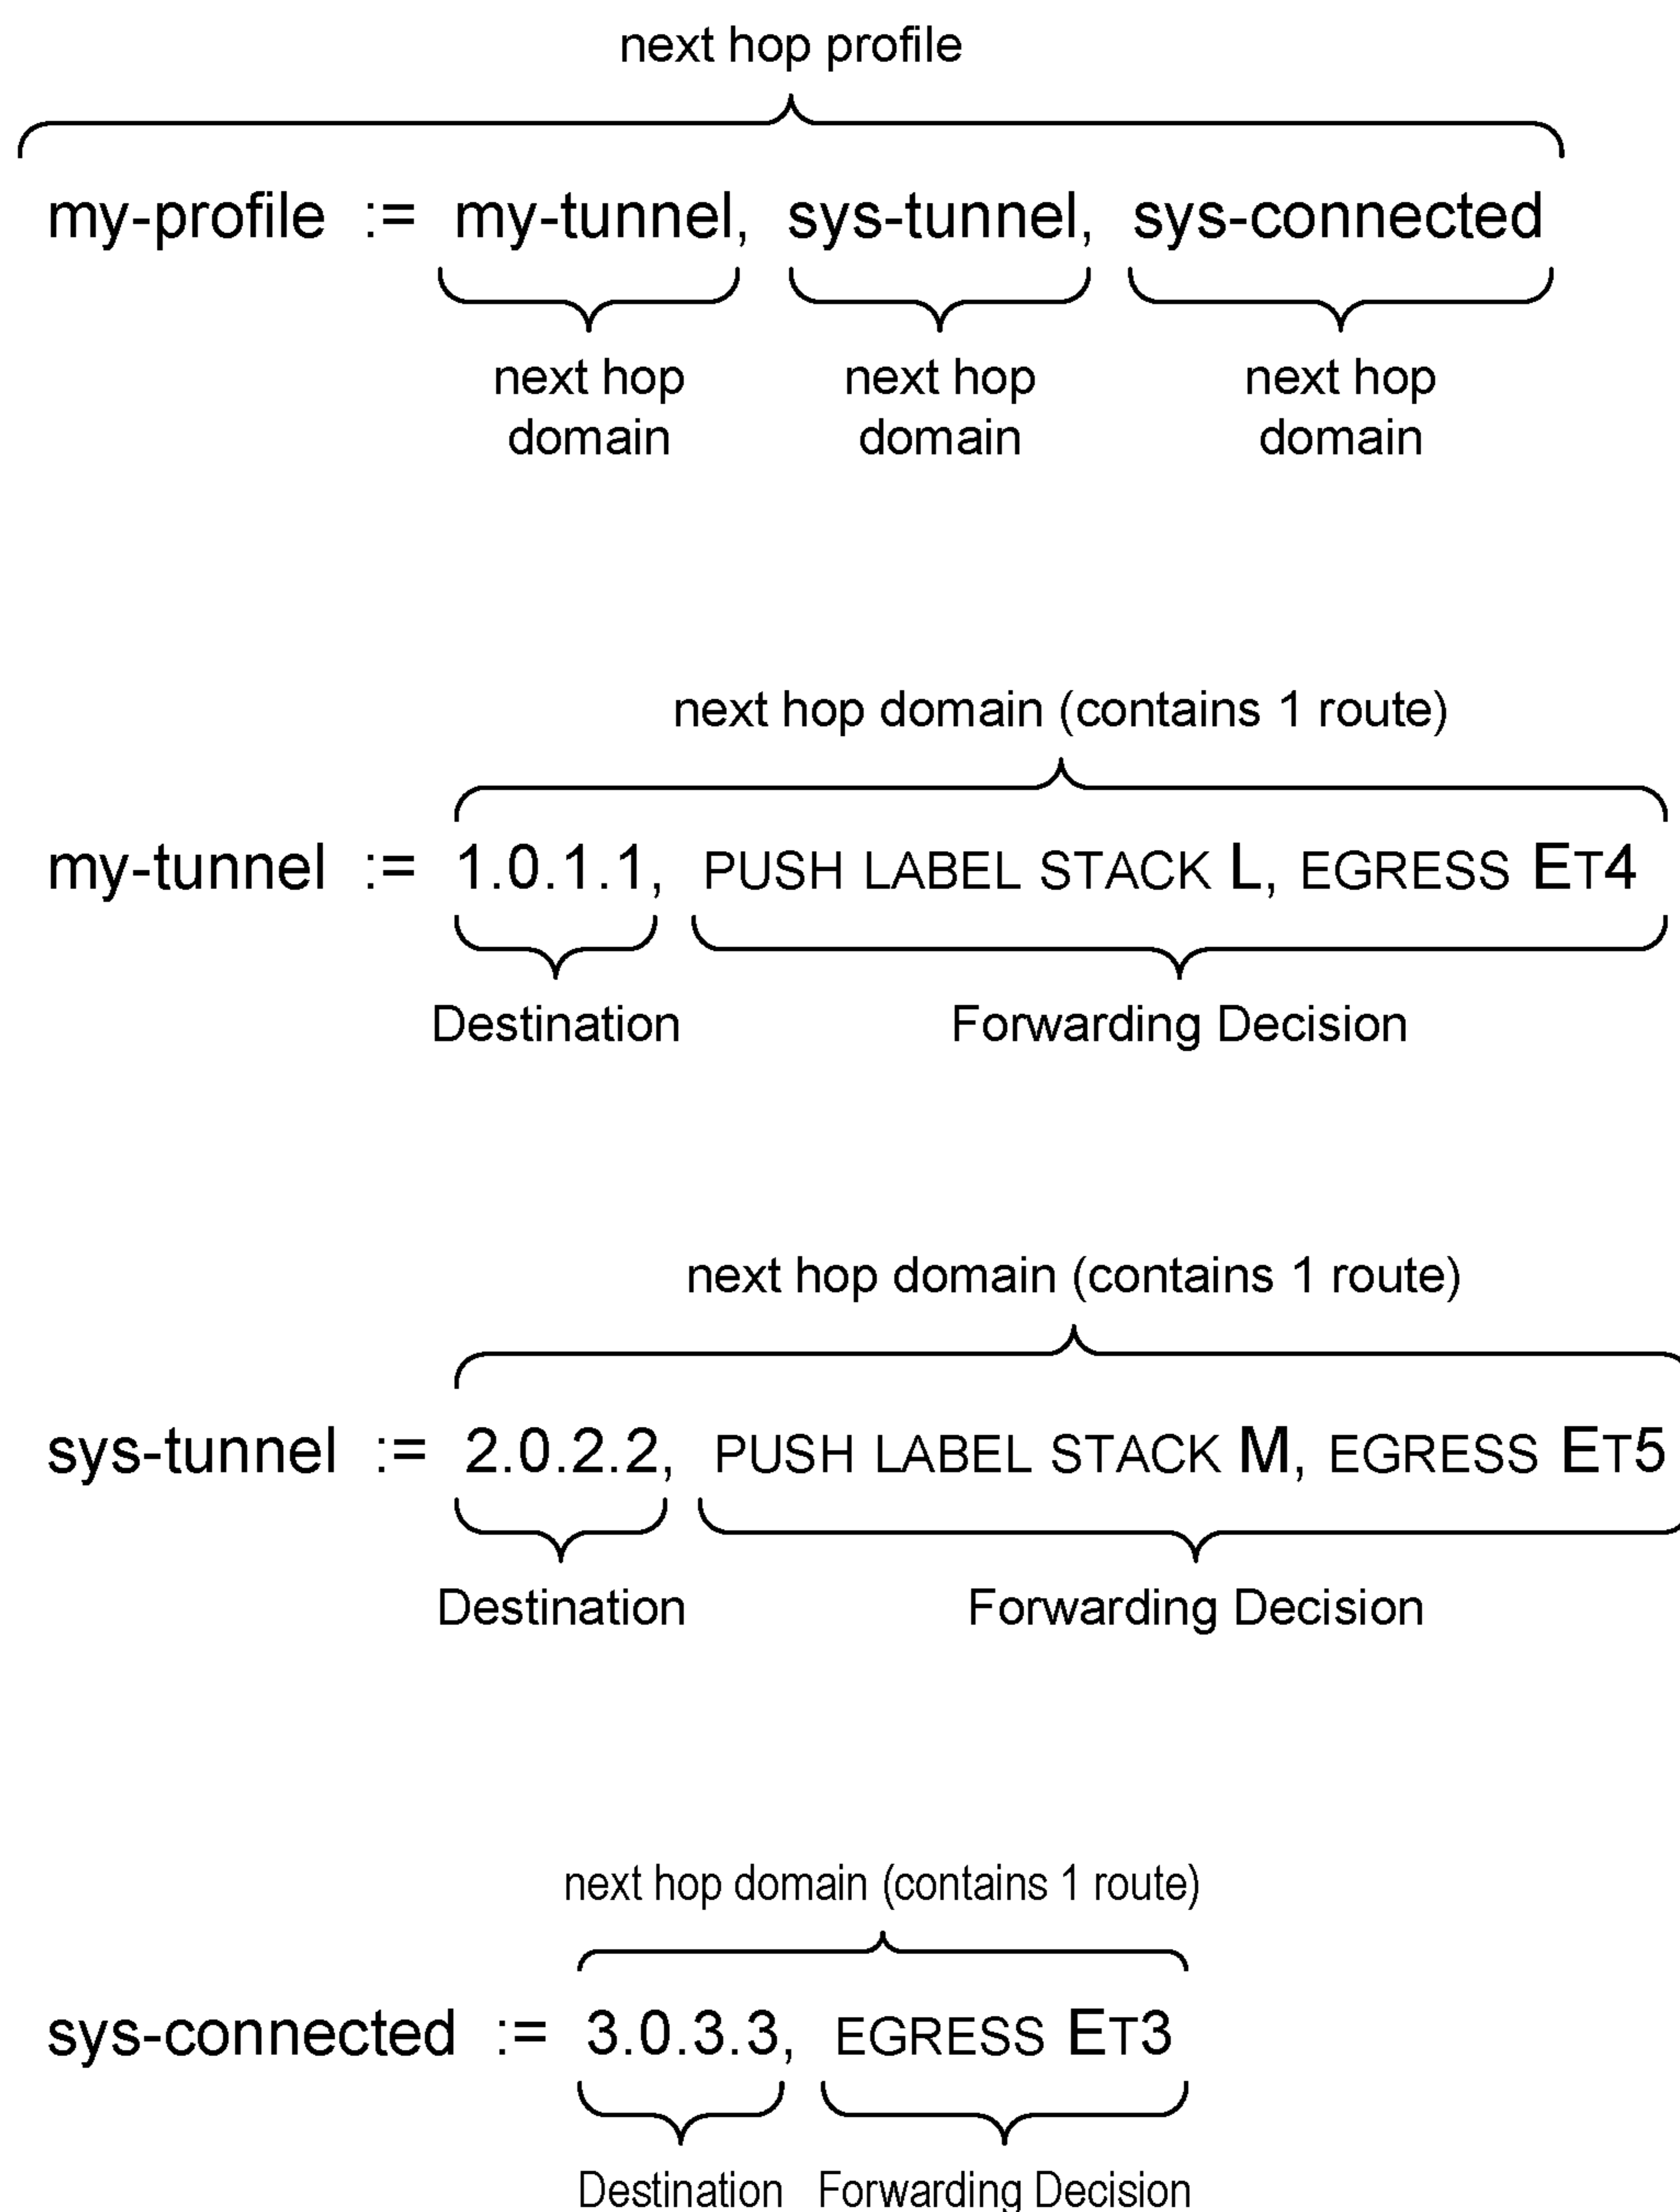 next hop profile
my-profile := my-tunnel, sys-tunnel, sys-connected
next hop next hop next hop
domain domain domain
next hop domain (contains 1 route)
my-tunnel := 1.0.1.1, PUSH LABEL STACK L, EGRESS ET4
Destination Forwarding Decision
next hop domain (contains 1 route)
sys-tunnel := 2.0.2.2, PUSH LABEL STACK M, EGRESS ET5
Destination Forwarding Decision
next hop domain (contains 1 route)
sys-connected := 3.0.3.3, EGRESS ET3
Destination Forwarding Decision